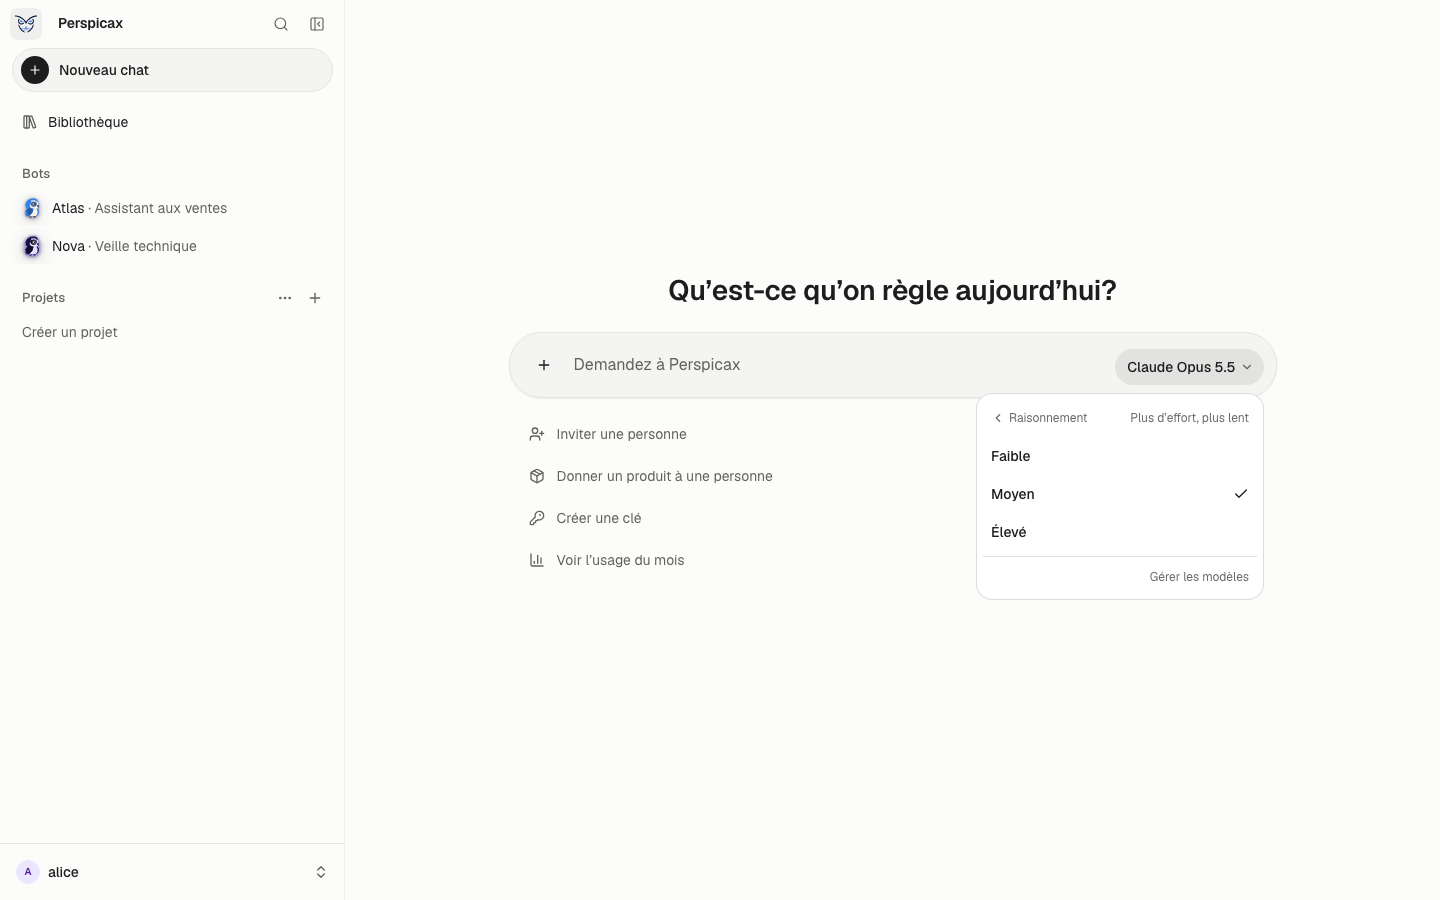 Perspicax
Nouveau chat
Bibliothèque
Bots
Atlas · Assistant aux ventes
Nova · Veille technique
Projets
Créer un projet
Qu’est-ce qu’on règle aujourd’hui?
Demandez à Perspicax
Claude Opus 5.5
Raisonnement Plus d’effort, plus lent
Faible
Moyen
Élevé
Gérer les modèles
Inviter une personne
Donner un produit à une personne
Créer une clé
Voir l’usage du mois
A alice